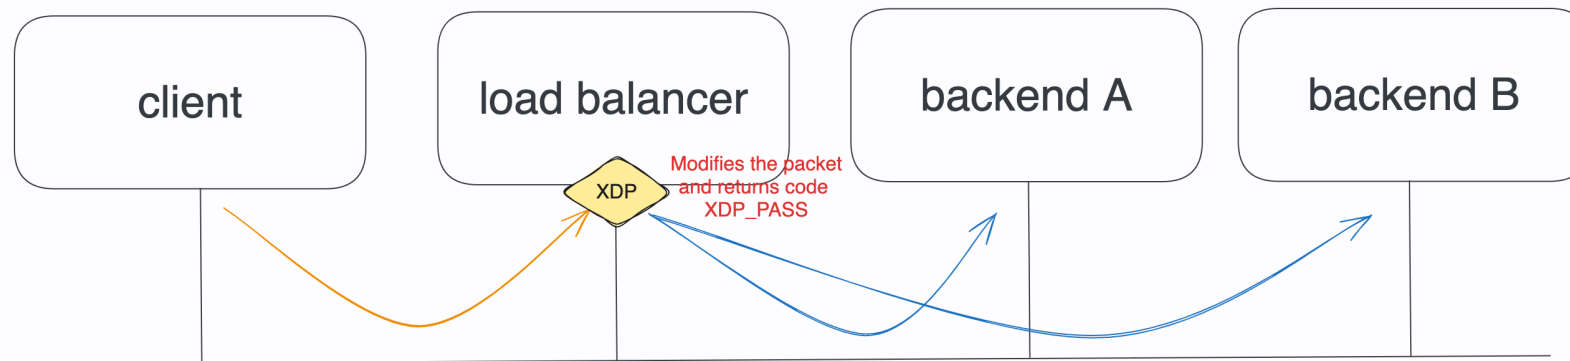 client
load balancer
backend A
backend B
XDP
Modifies the packet
and returns code
XDP_PASS